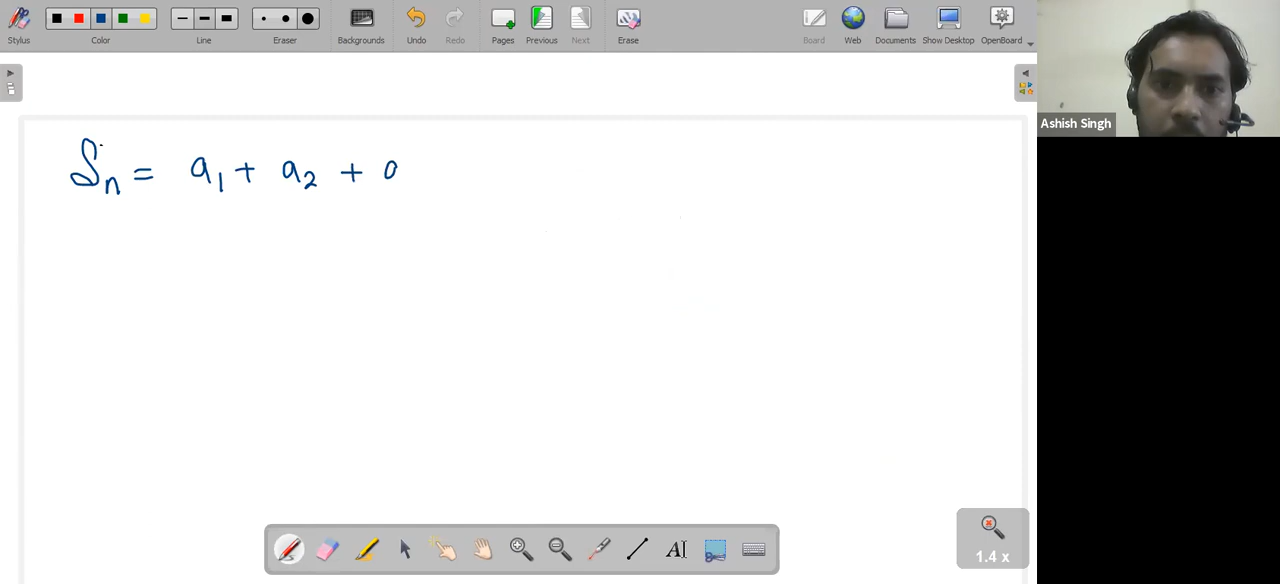 Stylus Color Line Eraser Backgrounds Undo Redo Pages Previous Next Erase Board Web Documents Show Desktop OpenBoard
Ashish Singh
Sₙ = a₁ + a₂ + a
1.4 x